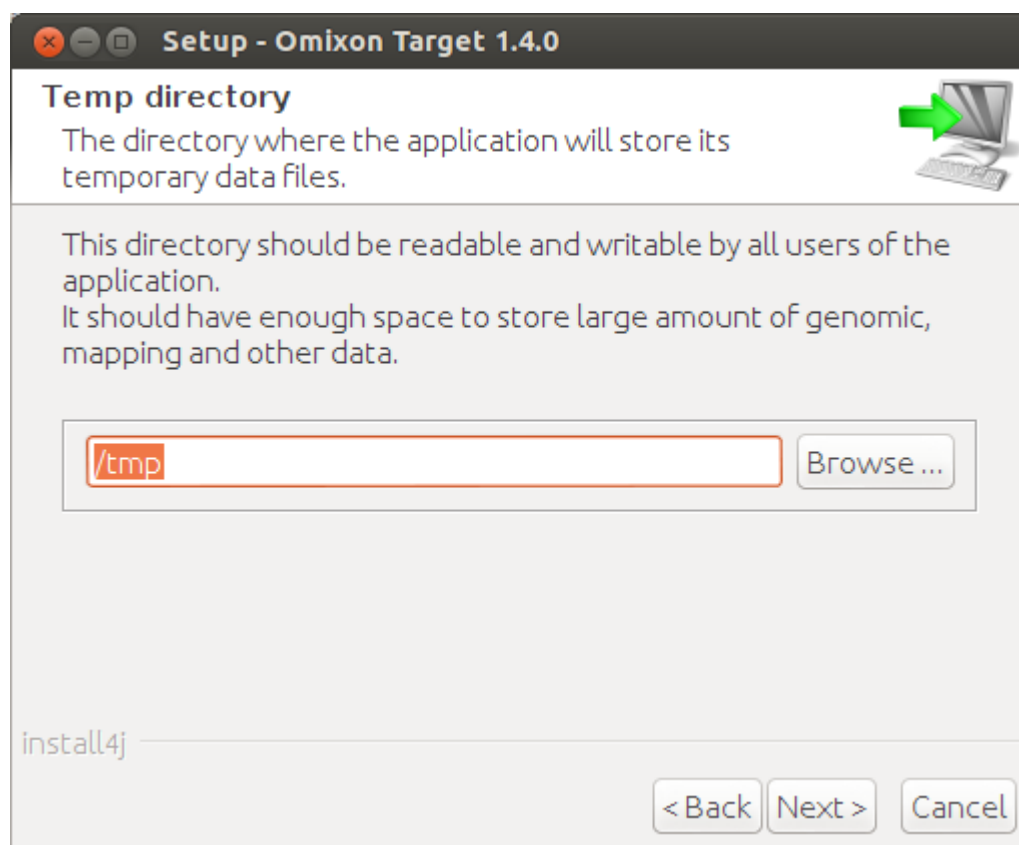 Setup - Omixon Target 1.4.0
Temp directory
The directory where the application will store its
temporary data files.
This directory should be readable and writable by all users of the
application.
It should have enough space to store large amount of genomic,
mapping and other data.
/tmp
Browse ...
install4j
< Back Next > Cancel